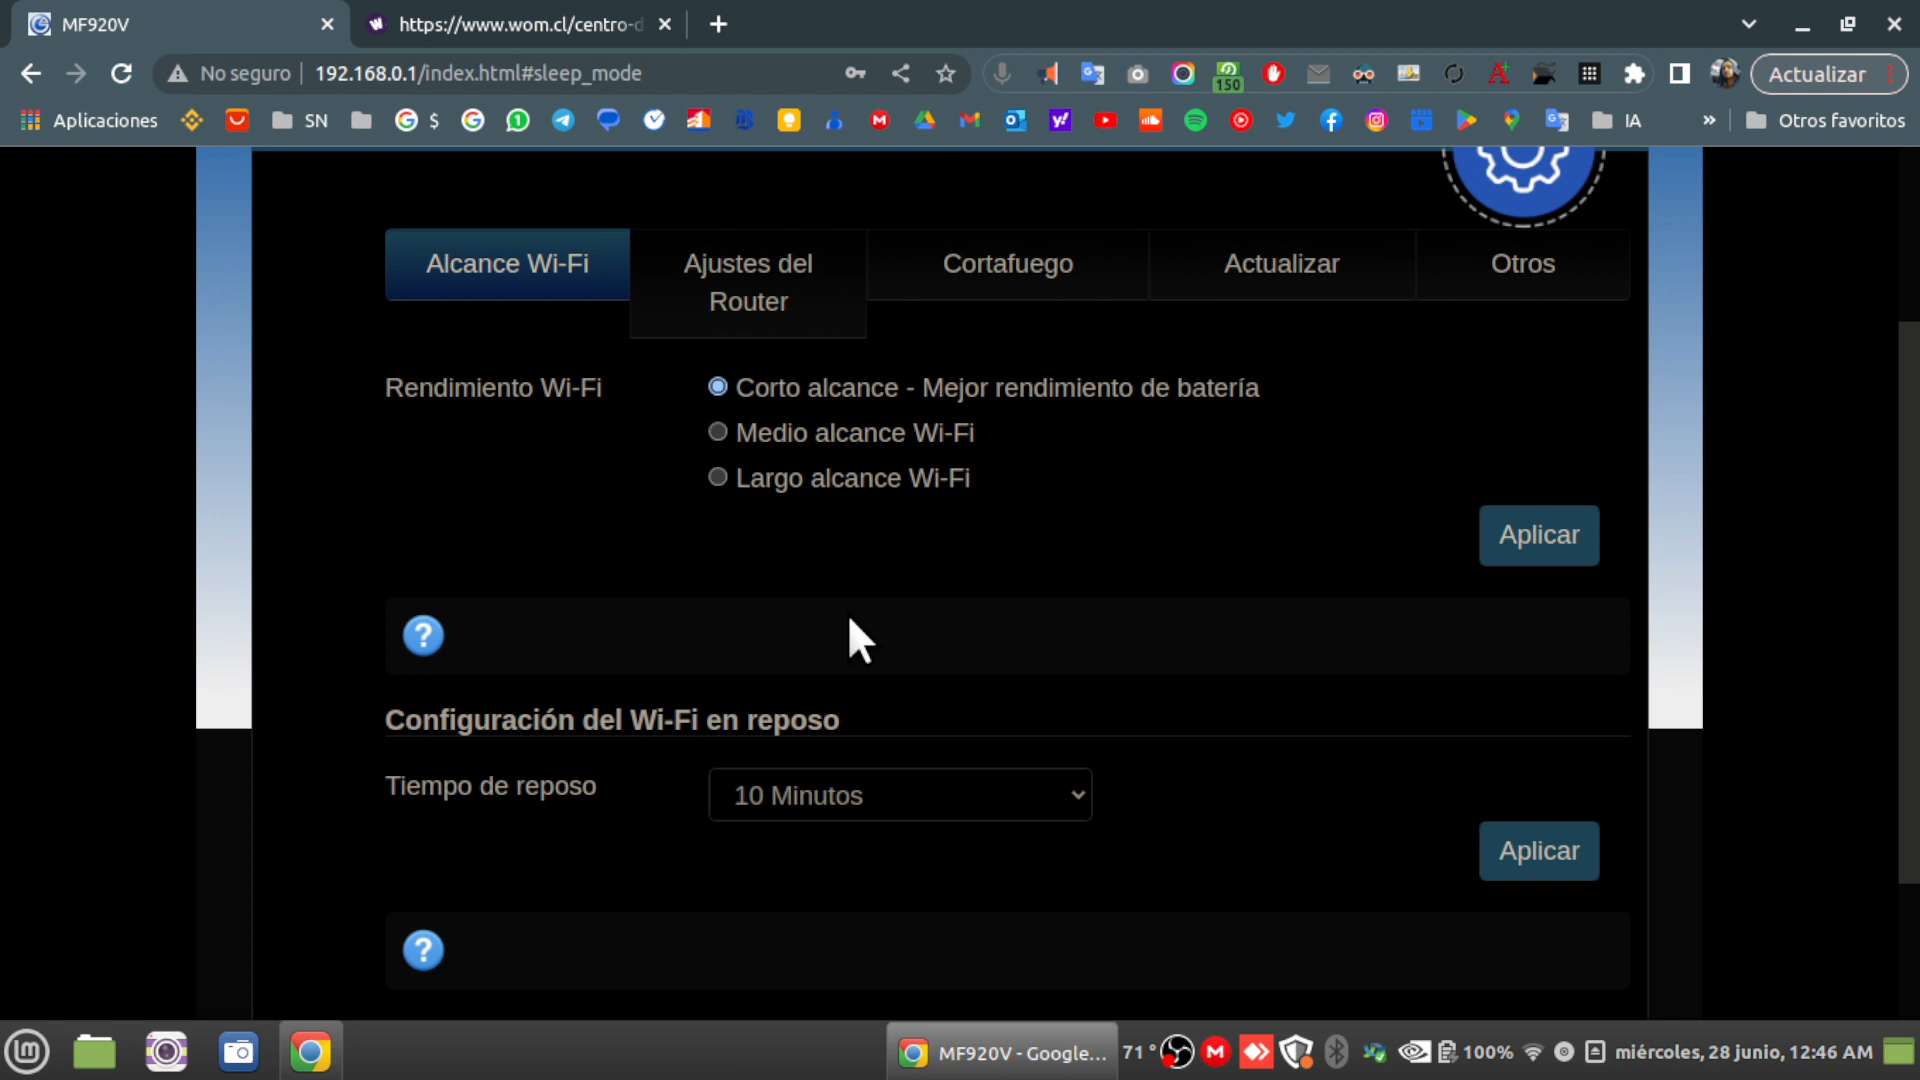 MF920V
https://www.wom.cl/centro-d
No seguro
192.168.0.1/index.html#sleep_mode
150
Actualizar
Aplicaciones
SN
$
IA
»
Otros favoritos
Alcance Wi-Fi
Ajustes del
Router
Cortafuego
Actualizar
Otros
Rendimiento Wi-Fi
Corto alcance - Mejor rendimiento de batería
Medio alcance Wi-Fi
Largo alcance Wi-Fi
Aplicar
?
Configuración del Wi-Fi en reposo
Tiempo de reposo
10 Minutos
Aplicar
?
MF920V - Google...
71 °
100%
miércoles, 28 junio, 12:46 AM